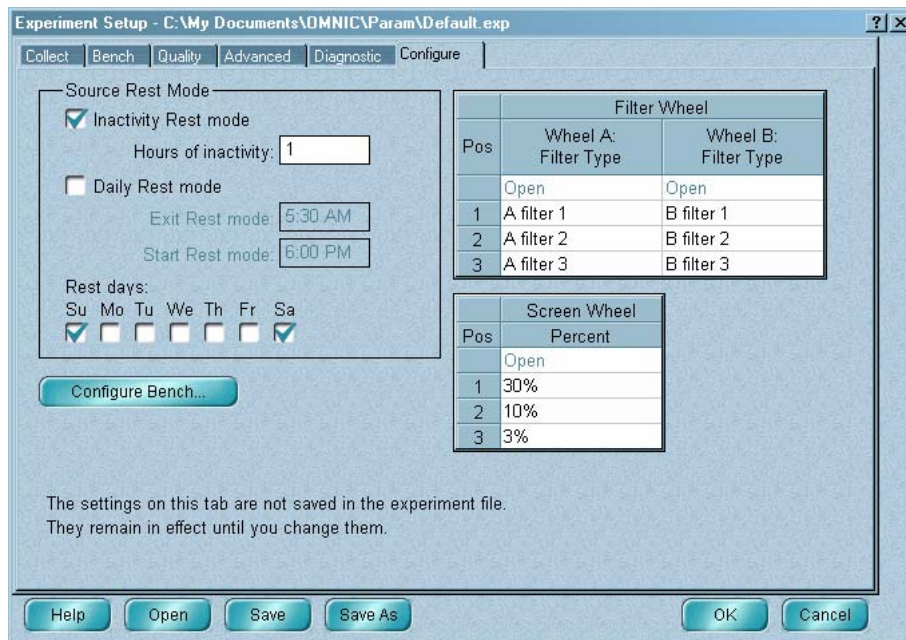 Experiment Setup - C:\My Documents\OMNIC\Param\Default.exp
Collect Bench Quality Advanced Diagnostic Configure
Source Rest Mode
Inactivity Rest mode
Hours of inactivity: 1
Daily Rest mode
Exit Rest mode: 5:30 AM
Start Rest mode: 6:00 PM
Rest days:
Su Mo Tu We Th Fr Sa
Configure Bench...
Filter Wheel
Pos Wheel A: Filter Type Wheel B: Filter Type
Open Open
1 A filter 1 B filter 1
2 A filter 2 B filter 2
3 A filter 3 B filter 3
Screen Wheel
Pos Percent
Open
1 30%
2 10%
3 3%
The settings on this tab are not saved in the experiment file.
They remain in effect until you change them.
Help Open Save Save As OK Cancel